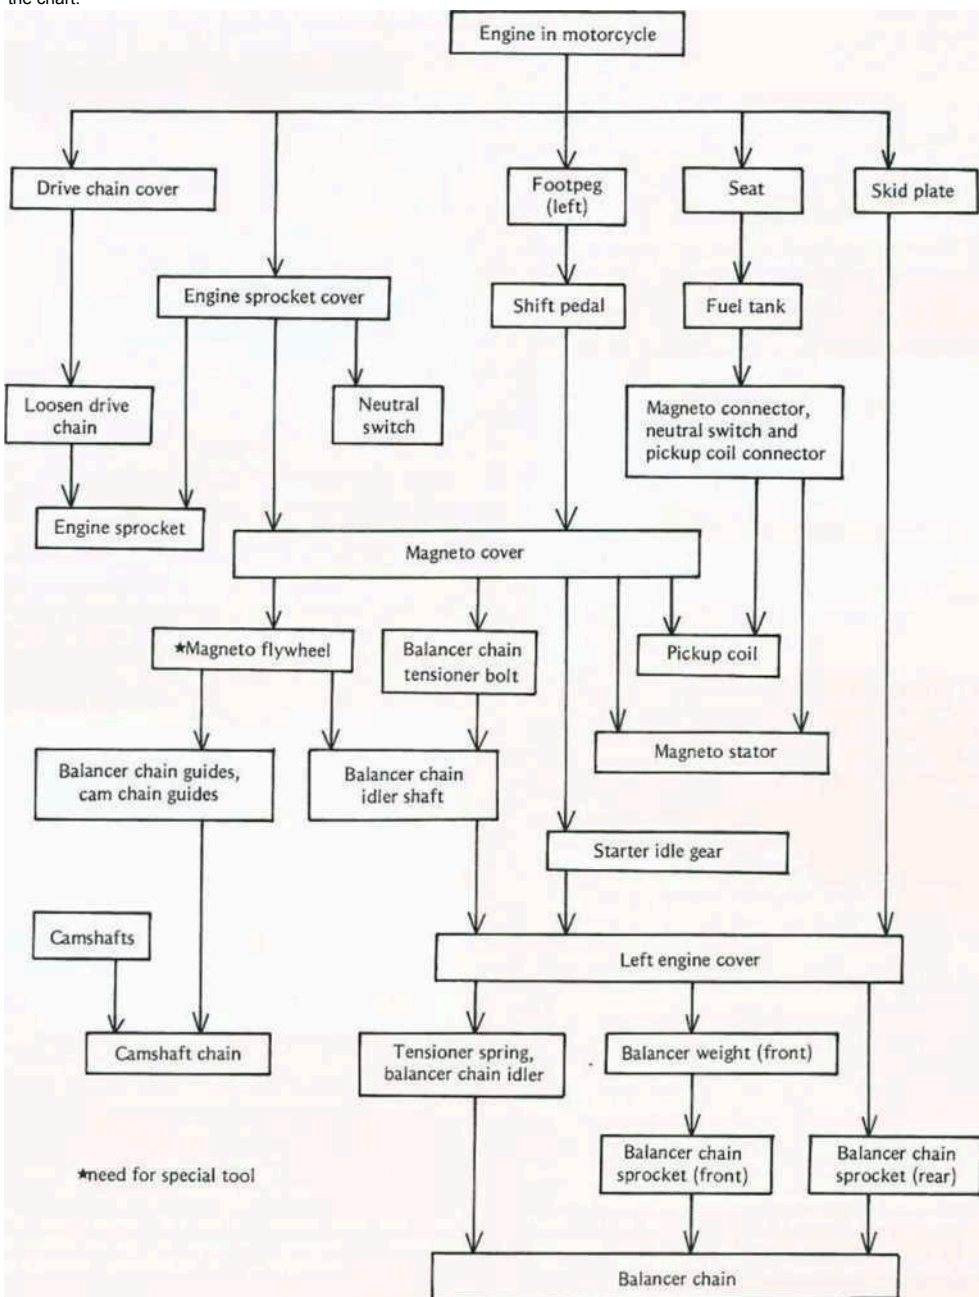 the chart.
Engine in motorcycle
Drive chain cover
Footpeg
(left)
Seat
Skid plate
Engine sprocket cover
Shift pedal
Fuel tank
Loosen drive
chain
Neutral
switch
Magneto connector,
neutral switch and
pickup coil connector
Engine sprocket
Magneto cover
★Magneto flywheel
Balancer chain
tensioner bolt
Pickup coil
Magneto stator
Balancer chain guides,
cam chain guides
Balancer chain
idler shaft
Starter idle gear
Camshafts
Left engine cover
Camshaft chain
Tensioner spring,
balancer chain idler
Balancer weight (front)
★need for special tool
Balancer chain
sprocket (front)
Balancer chain
sprocket (rear)
Balancer chain